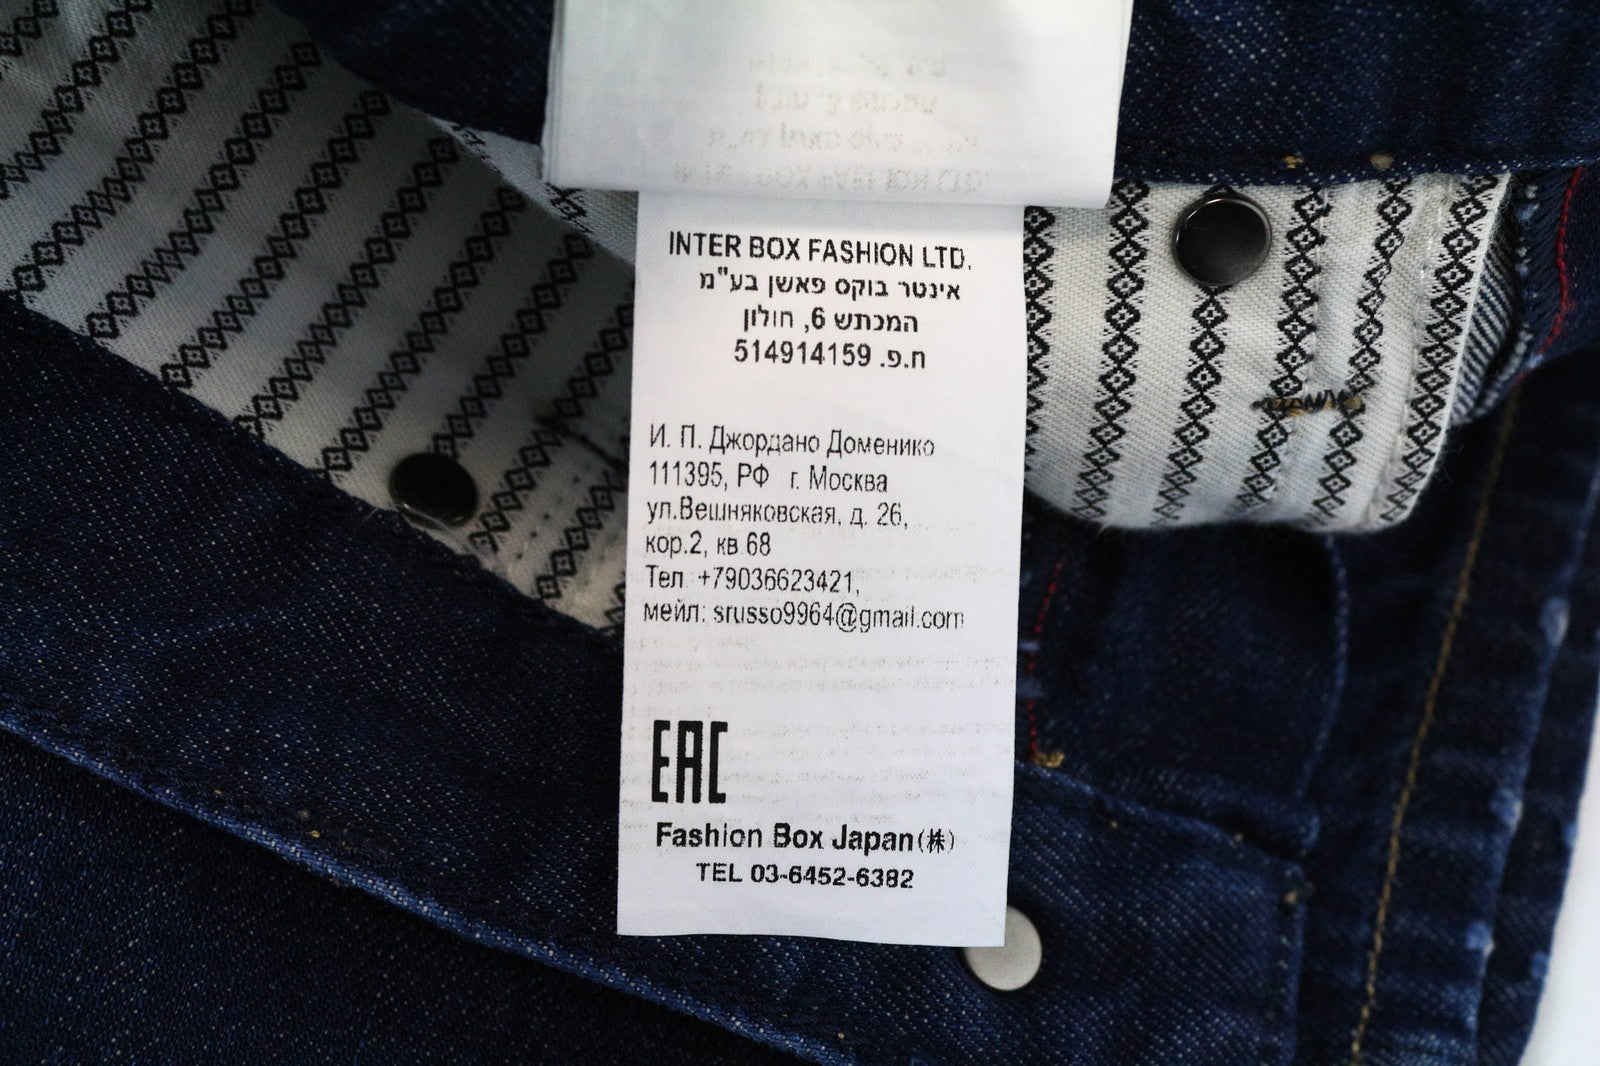 INTER BOX FASHION LTD.
אינטר בוקס פאשן בע"מ
המכתש 6, חולון
ח.פ. 514914159
И. П. Джордано Доменико
111395, РФ г. Москва
ул.Вешняковская, д. 26,
кор.2, кв.68
Тел. +79036623421,
мейл: srusso9964@gmail.com
EAC
Fashion Box Japan(株)
TEL 03-6452-6382